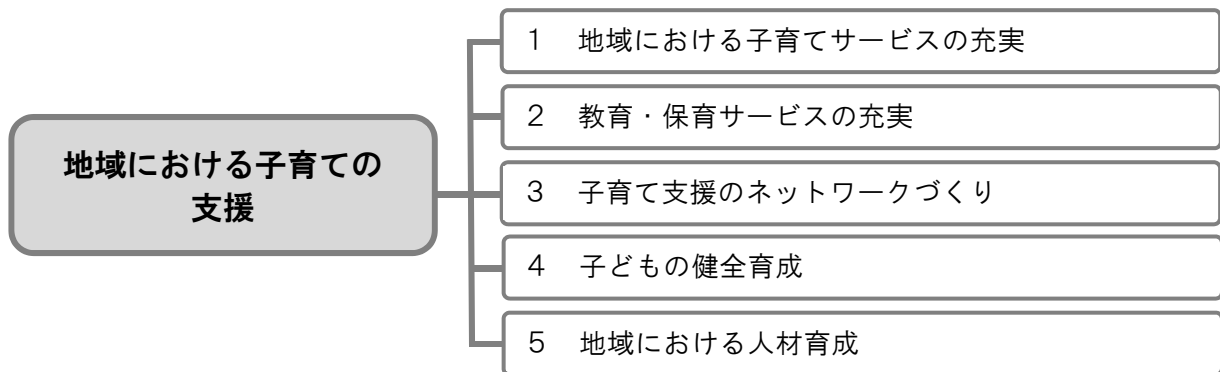 地域における子育ての
支援
１　地域における子育てサービスの充実
２　教育・保育サービスの充実
３　子育て支援のネットワークづくり
４　子どもの健全育成
５　地域における人材育成